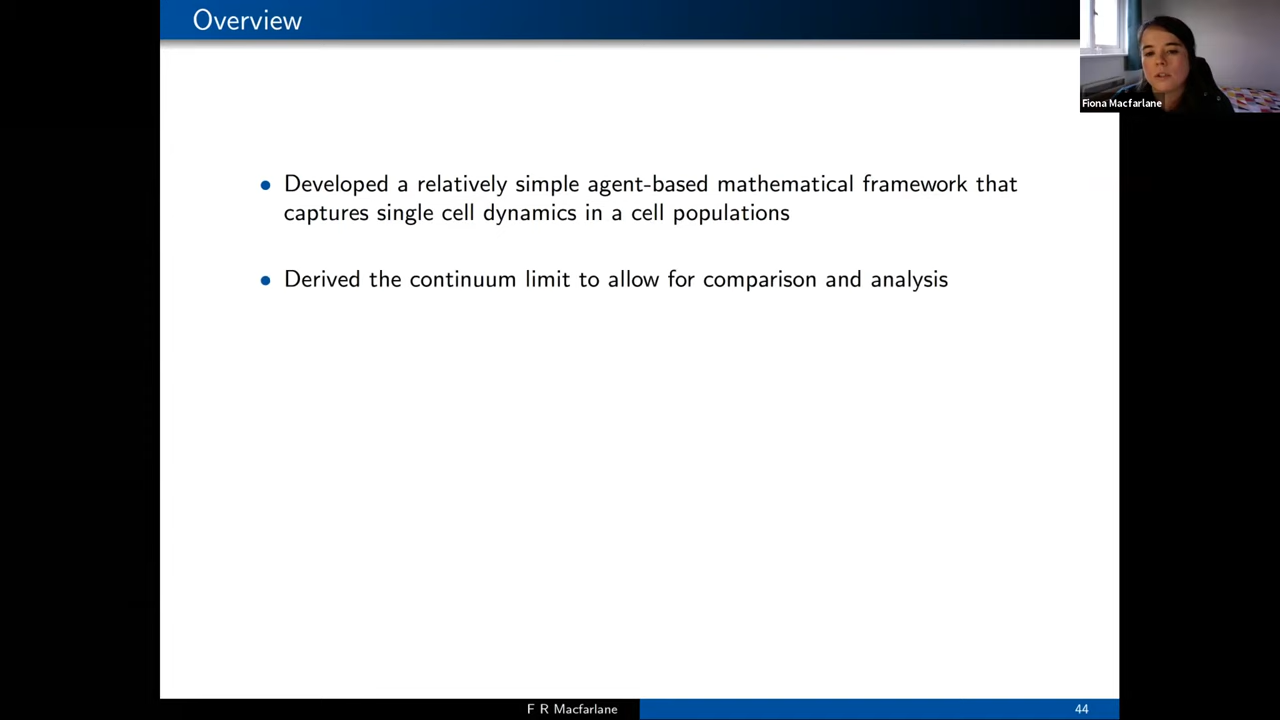 Overview
Fiona Macfarlane
• Developed a relatively simple agent-based mathematical framework that
captures single cell dynamics in a cell populations
• Derived the continuum limit to allow for comparison and analysis
F R Macfarlane
44